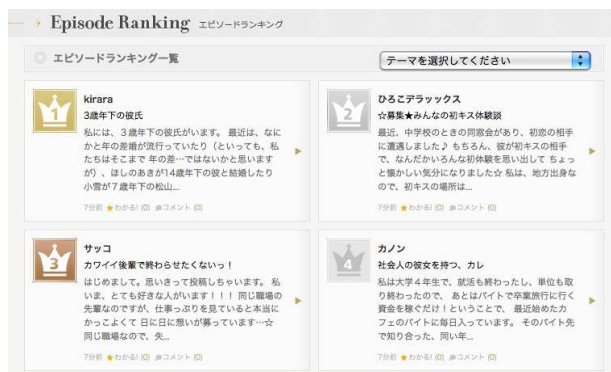 Episode Ranking エピソードランキング
エピソードランキング一覧
テーマを選択してください
1
kirara
3歳年下の彼氏
私には、３歳年下の彼氏がいます。 最近は、なに
かと年の差婚が流行っていたり（といっても、私
たちはそこまで 年の差…ではないかと思います
が）、ほしのあきが14歳年下の彼と結婚したり
小雪が７歳年下の松山...
7分前 ★わかる! (0) コメント (0)
2
ひろこデラッックス
☆募集★みんなの初キス体験談
最近、中学校のときの同窓会があり、初恋の相手
に遭遇しました♪ もちろん、彼が初キスの相手
で、なんだかいろんな初体験を思い出して ちょっ
と懐かしい気分になりました☆ 私は、地方出身な
ので、初キスの場所は...
7分前 ★わかる! (0) コメント (0)
3
サッコ
カワイイ後輩で終わらせたくないっ！
はじめまして。思いきって投稿しちゃいます。 私
いま、とても好きな人がいます！！！ 同じ職場の
先輩なのですが、仕事っぷりを見ていると本当に
かっこよくて 日に日に想いが募っています…☆
同じ職場なので、失...
7分前 ★わかる! (0) コメント (0)
4
カノン
社会人の彼女を持つ、カレ
私は大学４年生で、就活も終わったし、単位も取
り終わったので、 あとはバイトで卒業旅行に行く
資金を稼ぐだけ！ということで、 最近始めたカ
フェのバイトに毎日入っています。 そのバイト先
で知り合った、同い年...
7分前 ★わかる! (0) コメント (0)